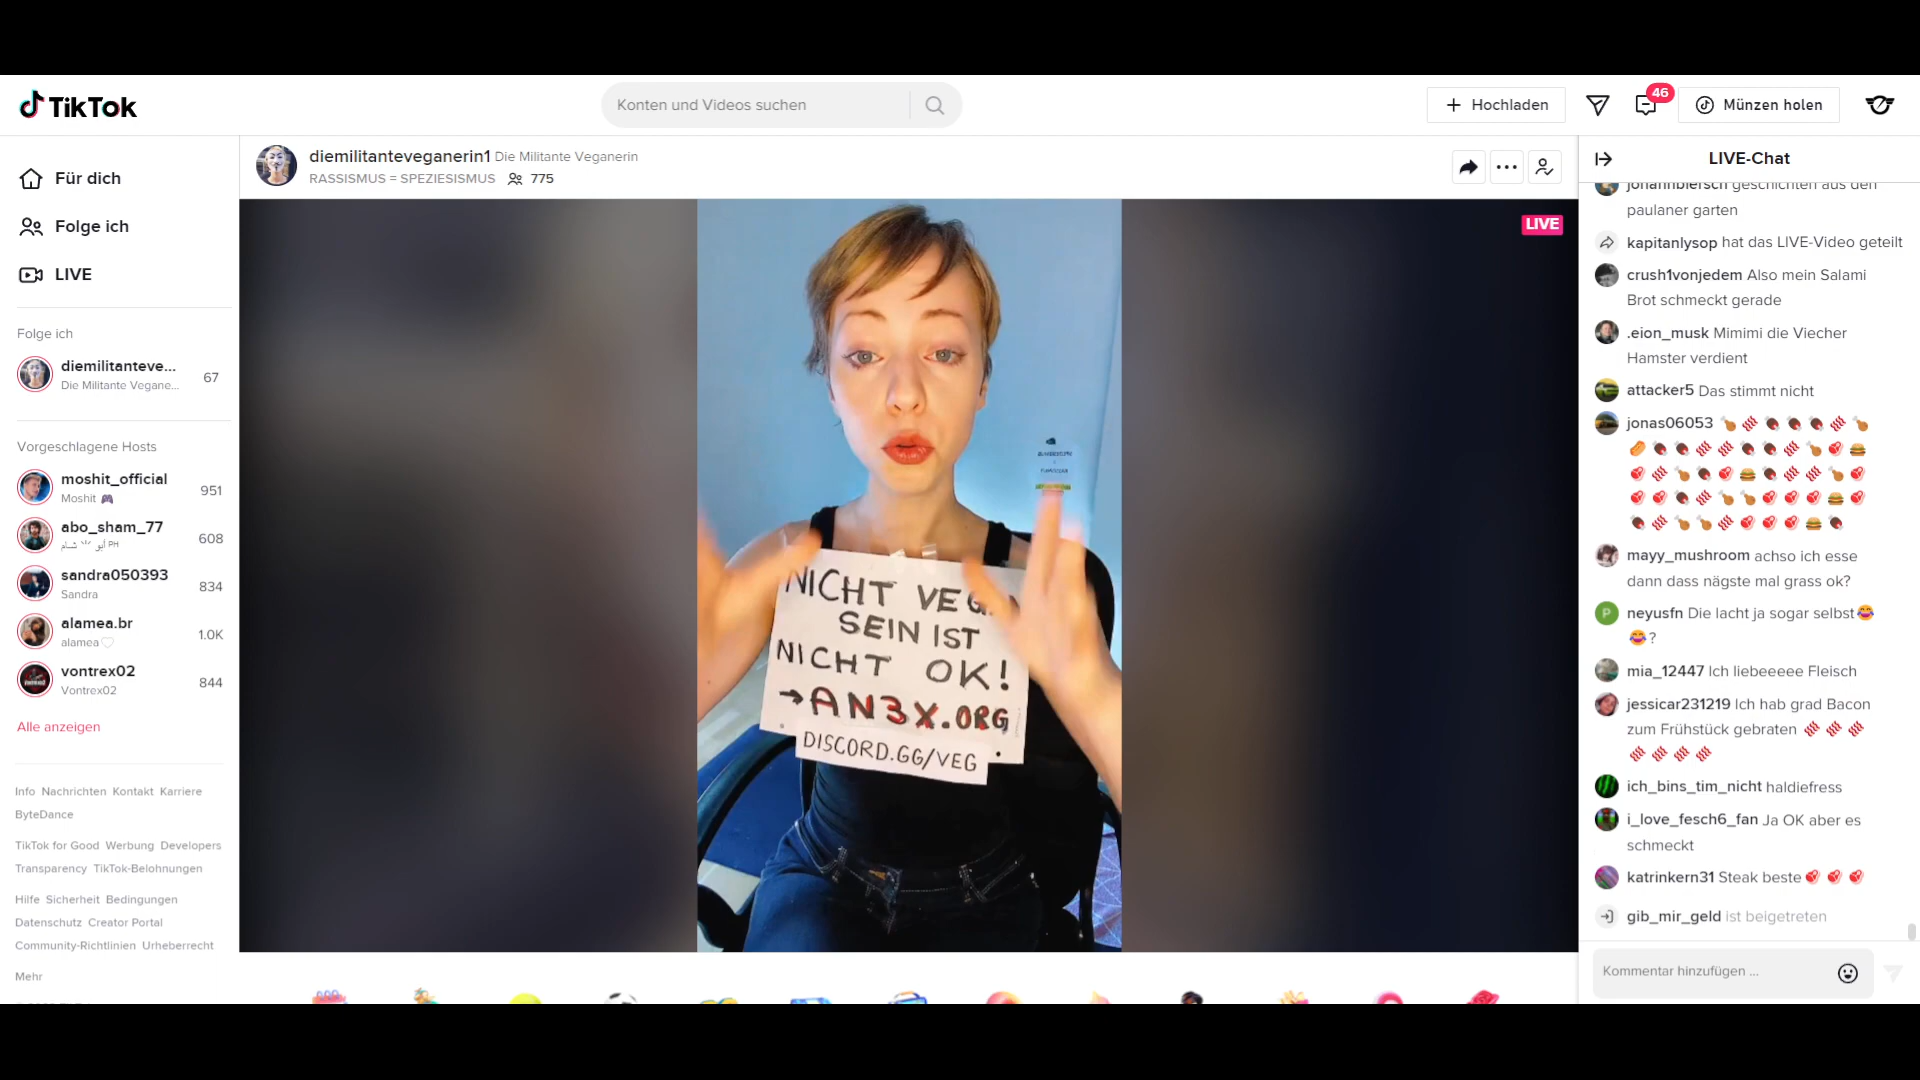 TikTok
Konten und Videos suchen
Hochladen
46
Münzen holen
Für dich
Folge ich
LIVE
Folge ich
diemilitanteve...
Die Militante Vegane...
67
Vorgeschlagene Hosts
moshit_official
Moshit 🎮
951
abo_sham_77
608
sandra050393
Sandra
834
alamea.br
alamea♡
1.0K
vontrex02
Vontrex02
844
Alle anzeigen
Info Nachrichten Kontakt Karriere
ByteDance
TikTok for Good Werbung Developers
Transparency TikTok-Belohnungen
Hilfe Sicherheit Bedingungen
Datenschutz Creator Portal
Community-Richtlinien Urheberrecht
Mehr
diemilitanteveganerin1 Die Militante Veganerin
RASSISMUS = SPEZIESISMUS 775
LIVE
NICHT
SEIN IST
NICHT OK!
→AN3X.ORG
DISCORD.GG/VEG
LIVE-Chat
johannbiersch geschichten aus den
paulaner garten
kapitanlysop hat das LIVE-Video geteilt
crush1vonjedem Also mein Salami
Brot schmeckt gerade
.eion_musk Mimimi die Viecher
Hamster verdient
attacker5 Das stimmt nicht
jonas06053
mayy_mushroom achso ich esse
dann dass nägste mal grass ok?
neyusfn Die lacht ja sogar selbst😂
😂?
mia_12447 Ich liebeeeee Fleisch
jessicar231219 Ich hab grad Bacon
zum Frühstück gebraten 🥓 🥓 🥓
🥓 🥓 🥓 🥓
ich_bins_tim_nicht haldiefress
i_love_fesch6_fan Ja OK aber es
schmeckt
katrinkern31 Steak beste🥩 🥩 🥩
gib_mir_geld ist beigetreten
Kommentar hinzufügen ...